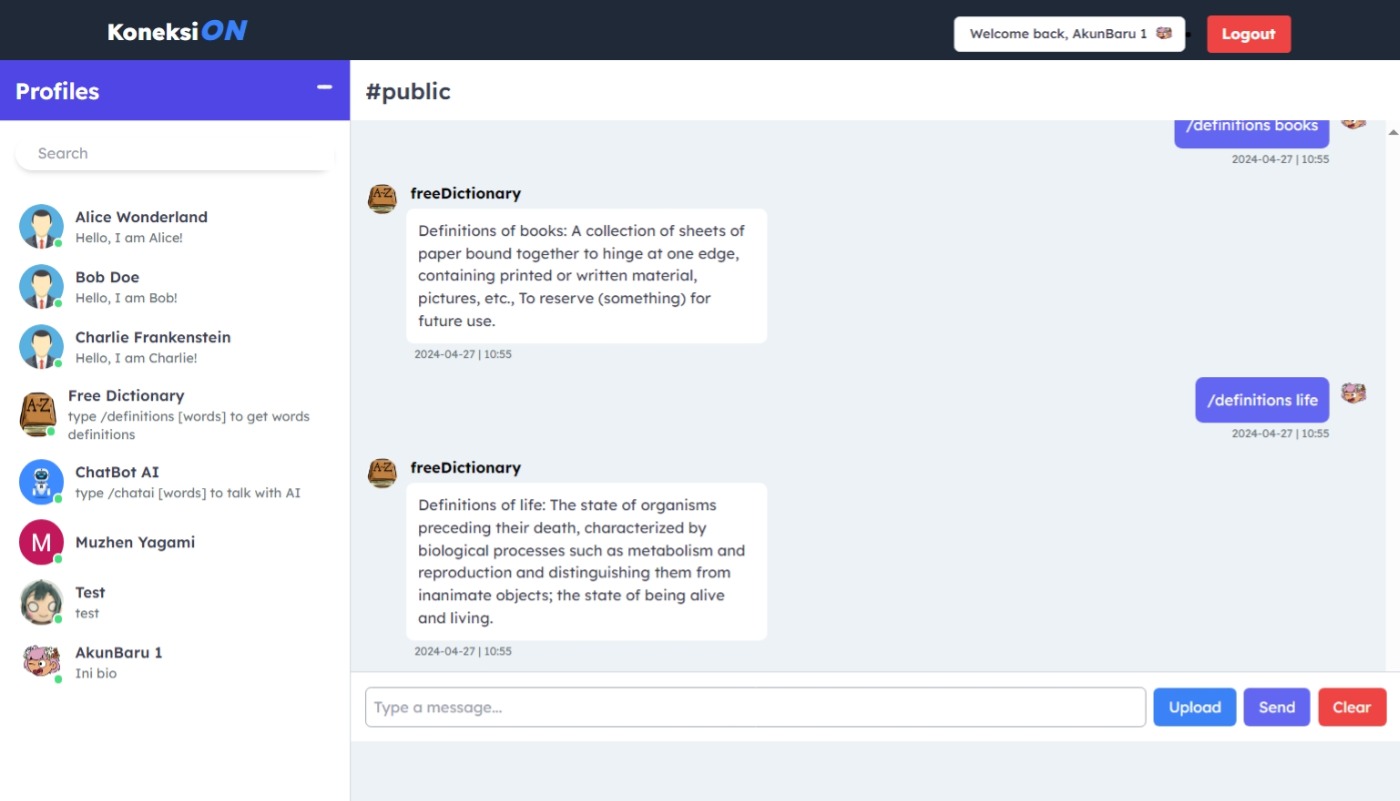 KoneksiON
Welcome back, AkunBaru 1
Logout
Profiles
Search
Alice Wonderland
Hello, I am Alice!
Bob Doe
Hello, I am Bob!
Charlie Frankenstein
Hello, I am Charlie!
A-Z
Free Dictionary
type /definitions [words] to get words
definitions
ChatBot AI
type /chatai [words] to talk with AI
M
Muzhen Yagami
Test
test
AkunBaru 1
Ini bio
#public
/definitions books
2024-04-27 | 10:55
A-Z
freeDictionary
Definitions of books: A collection of sheets of
paper bound together to hinge at one edge,
containing printed or written material,
pictures, etc., To reserve (something) for
future use.
2024-04-27 | 10:55
/definitions life
2024-04-27 | 10:55
A-Z
freeDictionary
Definitions of life: The state of organisms
preceding their death, characterized by
biological processes such as metabolism and
reproduction and distinguishing them from
inanimate objects; the state of being alive
and living.
2024-04-27 | 10:55
Type a message...
Upload
Send
Clear